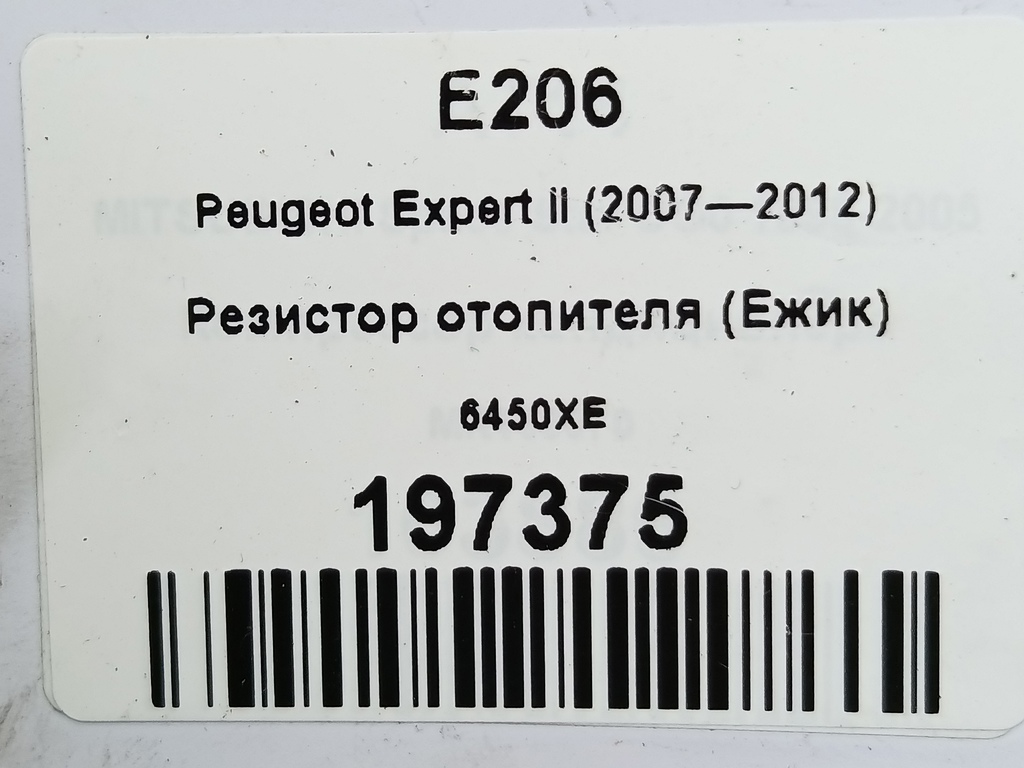 E206
Peugeot Expert II (2007—2012)
Резистор отопителя (Ежик)
6450XE
197375